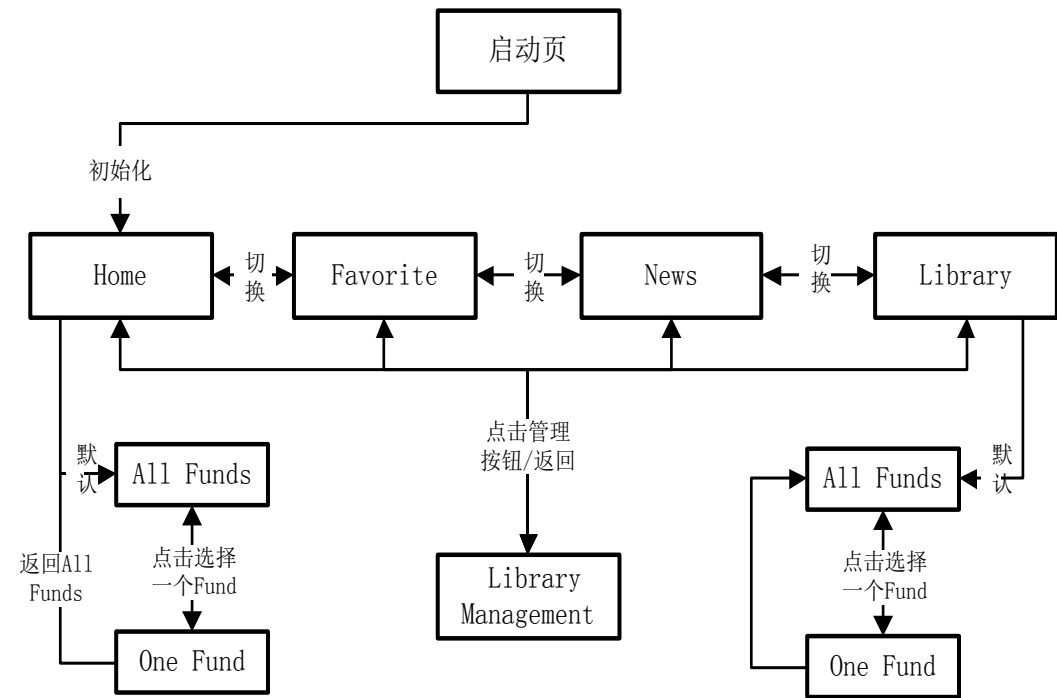 启动页
初始化
Home
切
换
Favorite
切
换
News
切
换
Library
点击管理
按钮/返回
默
认
All Funds
All Funds
默
认
返回All
Funds
点击选择
一个Fund
点击选择
一个Fund
Library
Management
One Fund
One Fund